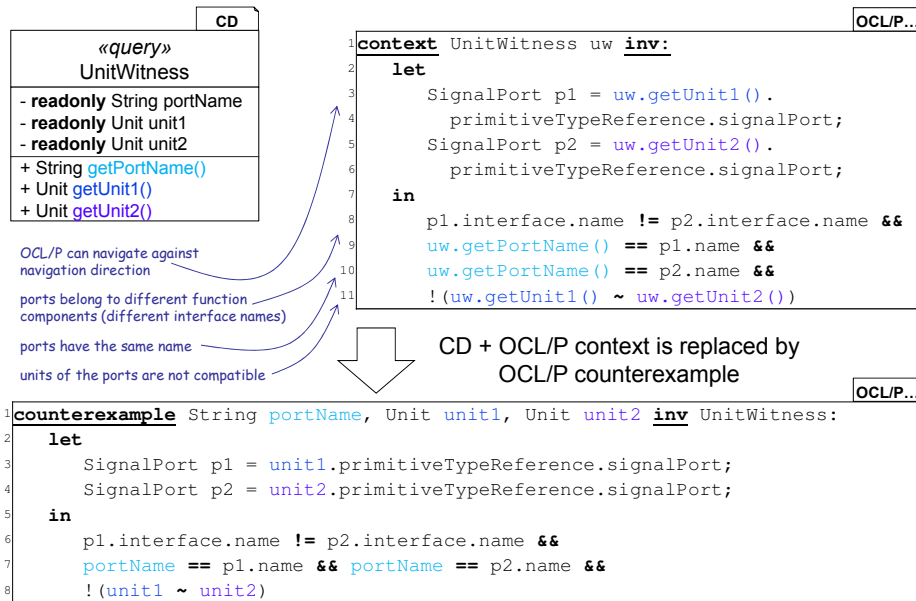 CD
«query»
UnitWitness
- readonly String portName
- readonly Unit unit1
- readonly Unit unit2
+ String getPortName()
+ Unit getUnit1()
+ Unit getUnit2()
OCL/P can navigate against
navigation direction
ports belong to different function
components (different interface names)
ports have the same name
units of the ports are not compatible
OCL/P...
1 context UnitWitness uw inv:
2 let
3 SignalPort p1 = uw.getUnit1().
4 primitiveTypeReference.signalPort;
5 SignalPort p2 = uw.getUnit2().
6 primitiveTypeReference.signalPort;
7 in
8 p1.interface.name != p2.interface.name &&
9 uw.getPortName() == p1.name &&
10 uw.getPortName() == p2.name &&
11 !(uw.getUnit1() ~ uw.getUnit2())
CD + OCL/P context is replaced by
OCL/P counterexample
OCL/P...
1 counterexample String portName, Unit unit1, Unit unit2 inv UnitWitness:
2 let
3 SignalPort p1 = unit1.primitiveTypeReference.signalPort;
4 SignalPort p2 = unit2.primitiveTypeReference.signalPort;
5 in
6 p1.interface.name != p2.interface.name &&
7 portName == p1.name && portName == p2.name &&
8 !(unit1 ~ unit2)